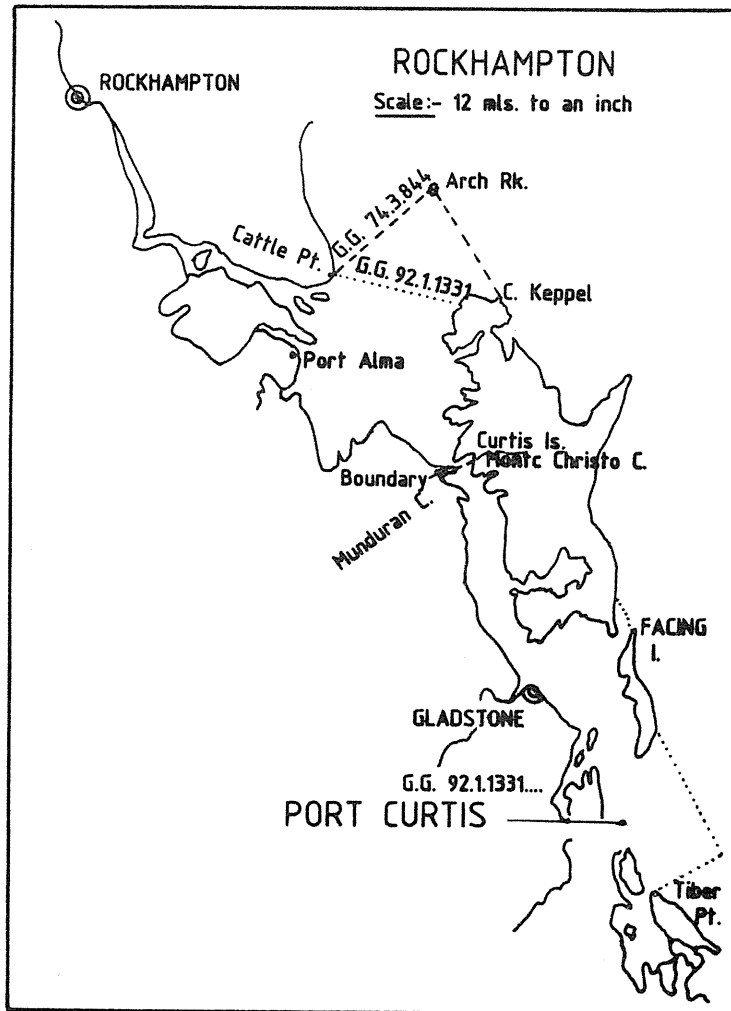 ROCKHAMPTON
ROCKHAMPTON
Scale:- 12 mls. to an inch
Arch Rk.
G.G. 74.3.844
Cattle Pt.
G.G. 92.1.1331
C. Keppel
Port Alma
Curtis Is.
Monte Christo C.
Boundary
Munduran C.
FACING
I.
GLADSTONE
G.G. 92.1.1331....
PORT CURTIS
Tiber
Pt.